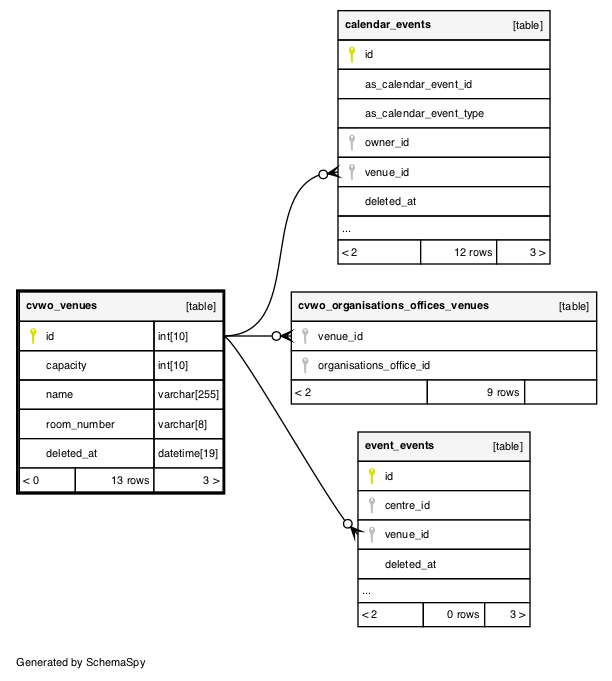 calendar_events [table]
id
as_calendar_event_id
as_calendar_event_type
owner_id
venue_id
deleted_at
...
< 2 12 rows 3 >
cvwo_venues [table]
id int[10]
capacity int[10]
name varchar[255]
room_number varchar[8]
deleted_at datetime[19]
< 0 13 rows 3 >
cvwo_organisations_offices_venues [table]
venue_id
organisations_office_id
< 2 9 rows
event_events [table]
id
centre_id
venue_id
deleted_at
...
< 2 0 rows 3 >
Generated by SchemaSpy